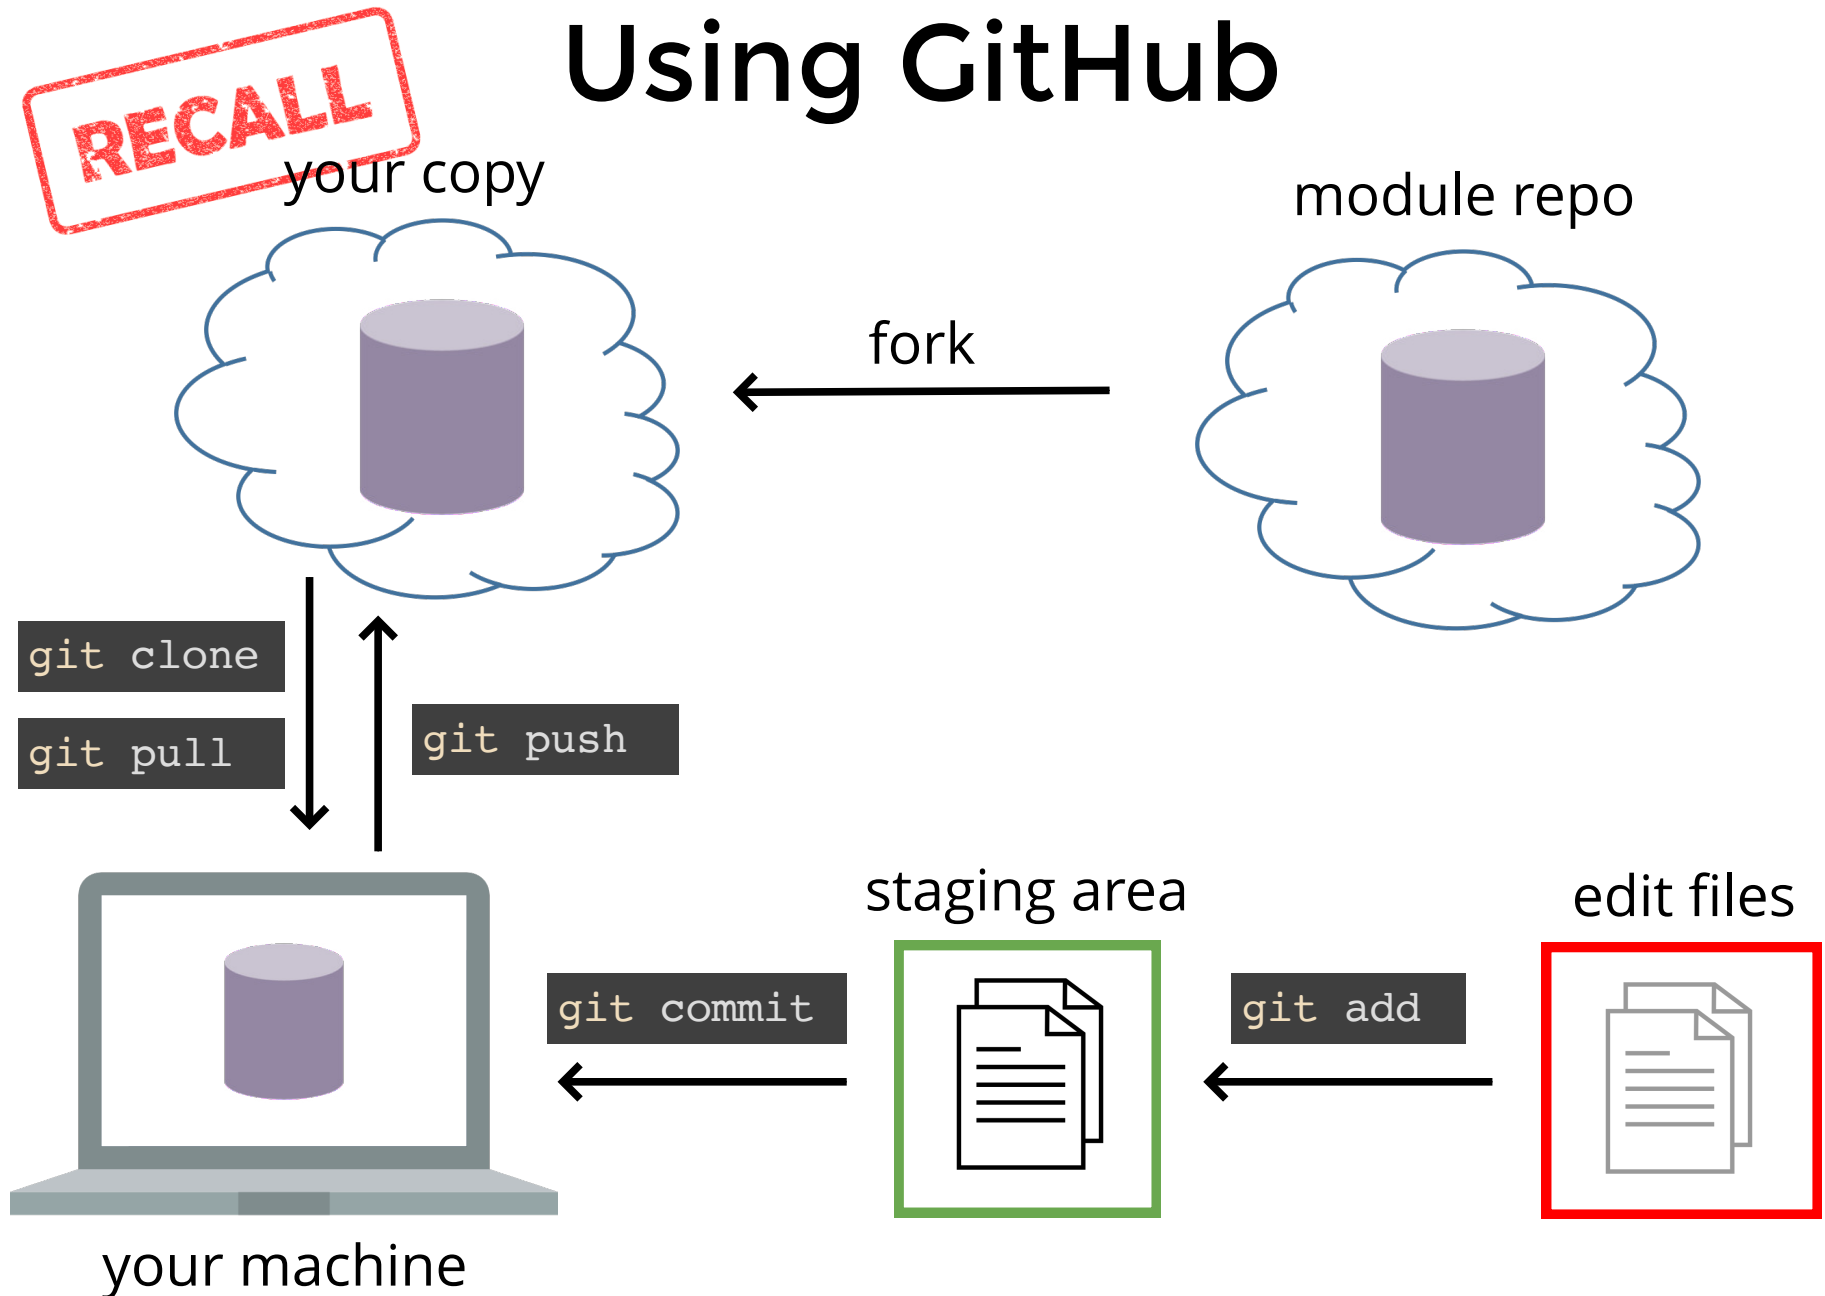 Using GitHub
RECALL
your copy
module repo
fork
git clone
git pull
git push
staging area
edit files
git commit
git add
your machine